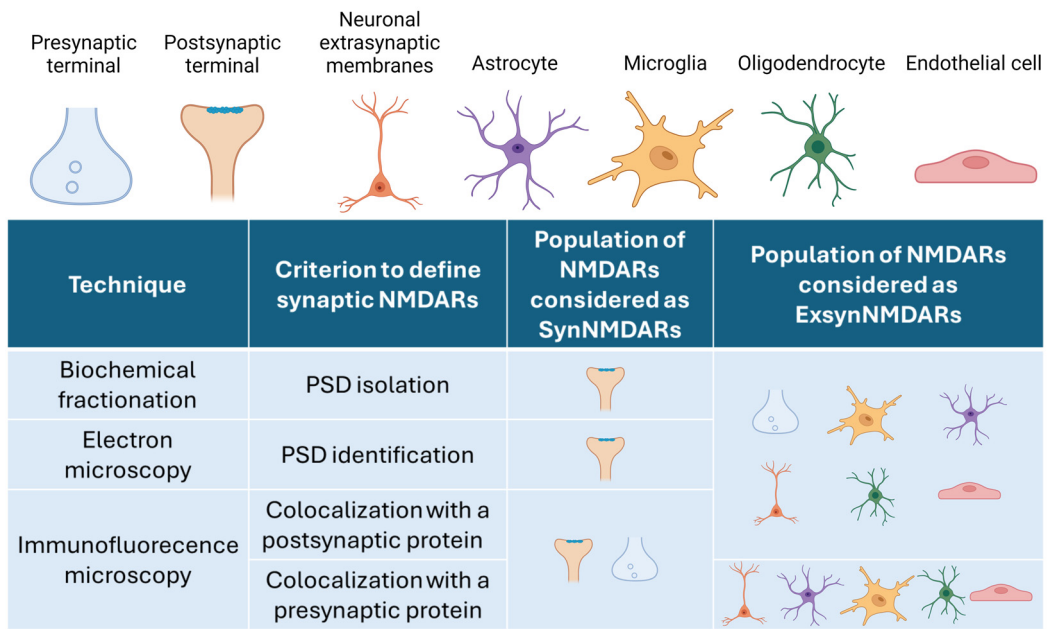 Presynaptic
terminal
Postsynaptic
terminal
Neuronal
extrasynaptic
membranes
Astrocyte
Microglia
Oligodendrocyte
Endothelial cell
Technique
Criterion to define
synaptic NMDARs
Population of
NMDARs
considered as
SynNMDARs
Population of NMDARs
considered as
ExsynNMDARs
Biochemical
fractionation
PSD isolation
Electron
microscopy
PSD identification
Immunofluorecence
microscopy
Colocalization with a
postsynaptic protein
Colocalization with a
presynaptic protein